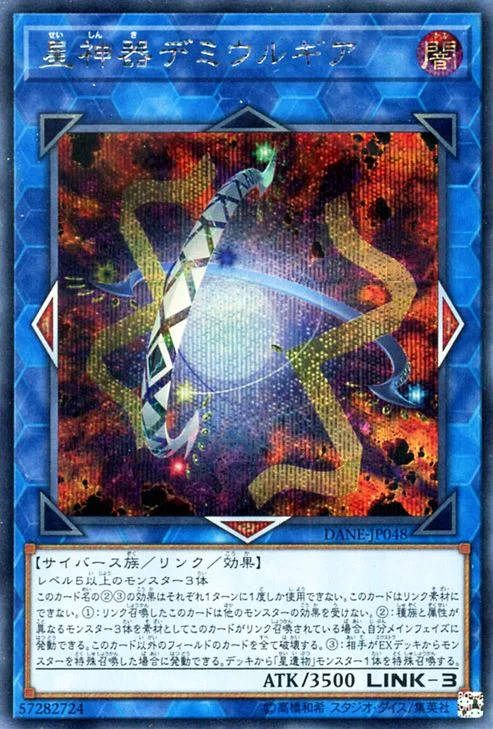 星神器デミウルギア
闇
DANE-JP048
【サイバース族／リンク／効果】
レベル5以上のモンスター3体
このカード名の②③の効果はそれぞれ1ターンに1度しか使用できない。このカードはリンク素材に
できない。①：リンク召喚したこのカードは他のモンスターの効果を受けない。②：種族と属性が
異なるモンスター3体を素材としてこのカードがリンク召喚されている場合、自分メインフェイズに
発動できる。このカード以外のフィールドのカードを全て破壊する。③：相手がEXデッキからモン
スターを特殊召喚した場合に発動できる。デッキから「星遺物」モンスター1体を特殊召喚する。
ATK/3500 LINK-3
57282724 ©高橋和希 スタジオ・ダイス/集英社